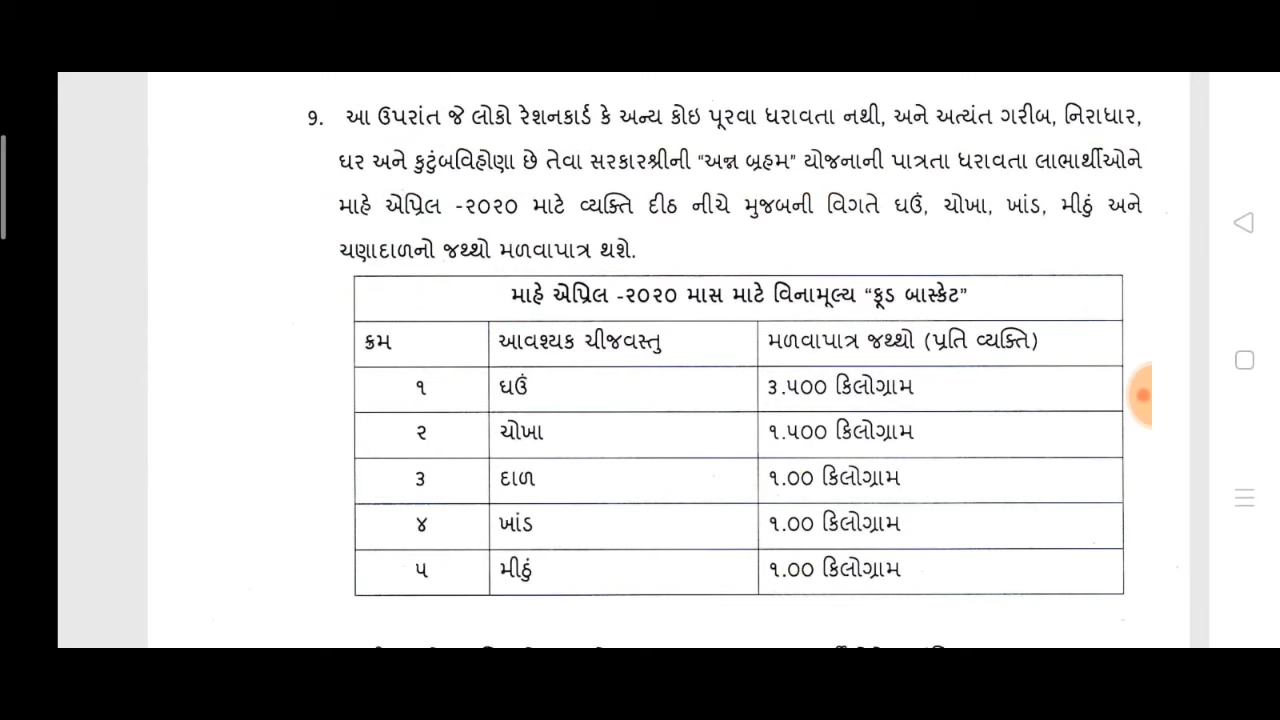 9. આ ઉપરાંત જે લોકો રેશનકાર્ડ કે અન્ય કોઇ પૂરવા ધરાવતા નથી, અને અત્યંત ગરીબ, નિરાધાર,
ઘર અને કુટુંબવિહોણા છે તેવા સરકારશ્રીની “અન્ન બ્રહમ” યોજનાની પાત્રતા ધરાવતા લાભાર્થીઓને
માહે એપ્રિલ -૨૦૨૦ માટે વ્યક્તિ દીઠ નીચે મુજબની વિગતે ઘઉં, ચોખા, ખાંડ, મીઠું અને
ચણાદાળનો જથ્થો મળવાપાત્ર થશે.
માહે એપ્રિલ -૨૦૨૦ માસ માટે વિનામૂલ્ય “ફૂડ બાસ્કેટ”
ક્રમ આવશ્યક ચીજવસ્તુ મળવાપાત્ર જથ્થો (પ્રતિ વ્યક્તિ)
૧ ઘઉં ૩.૫૦૦ કિલોગ્રામ
૨ ચોખા ૧.૫૦૦ કિલોગ્રામ
૩ દાળ ૧.૦૦ કિલોગ્રામ
૪ ખાંડ ૧.૦૦ કિલોગ્રામ
૫ મીઠું ૧.૦૦ કિલોગ્રામ